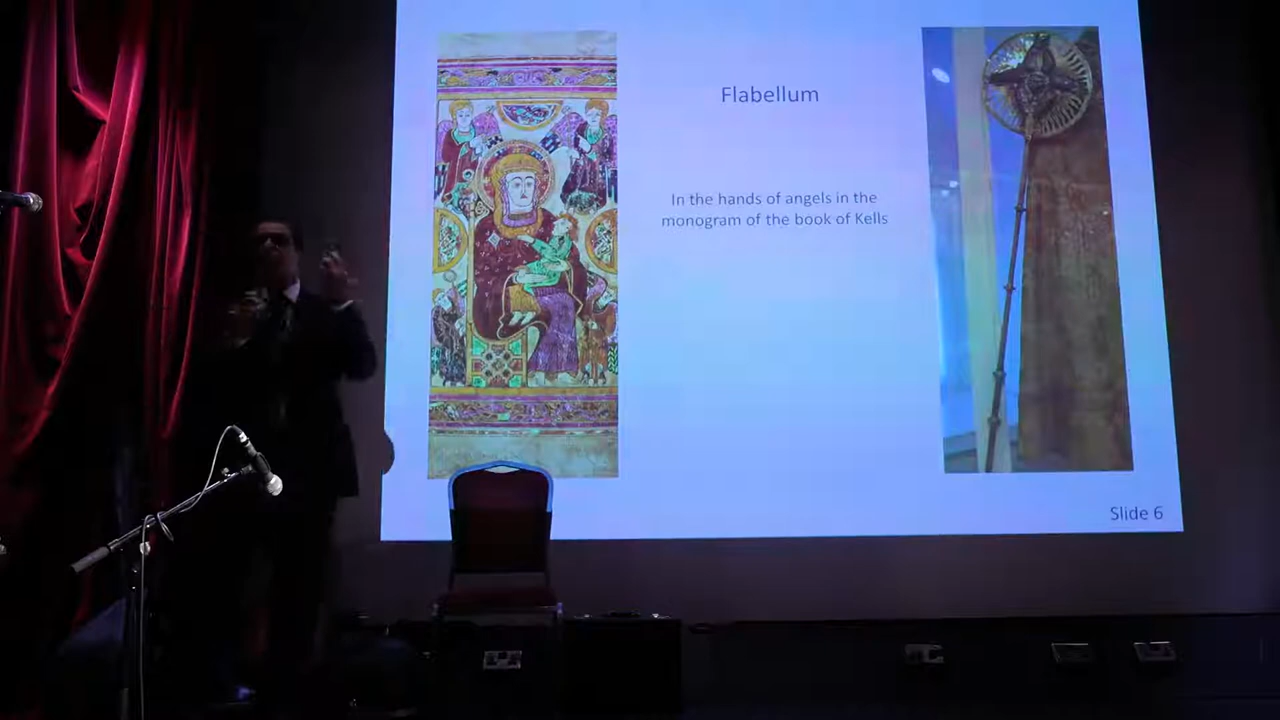 Flabellum
In the hands of angels in the
monogram of the book of Kells
Slide 6